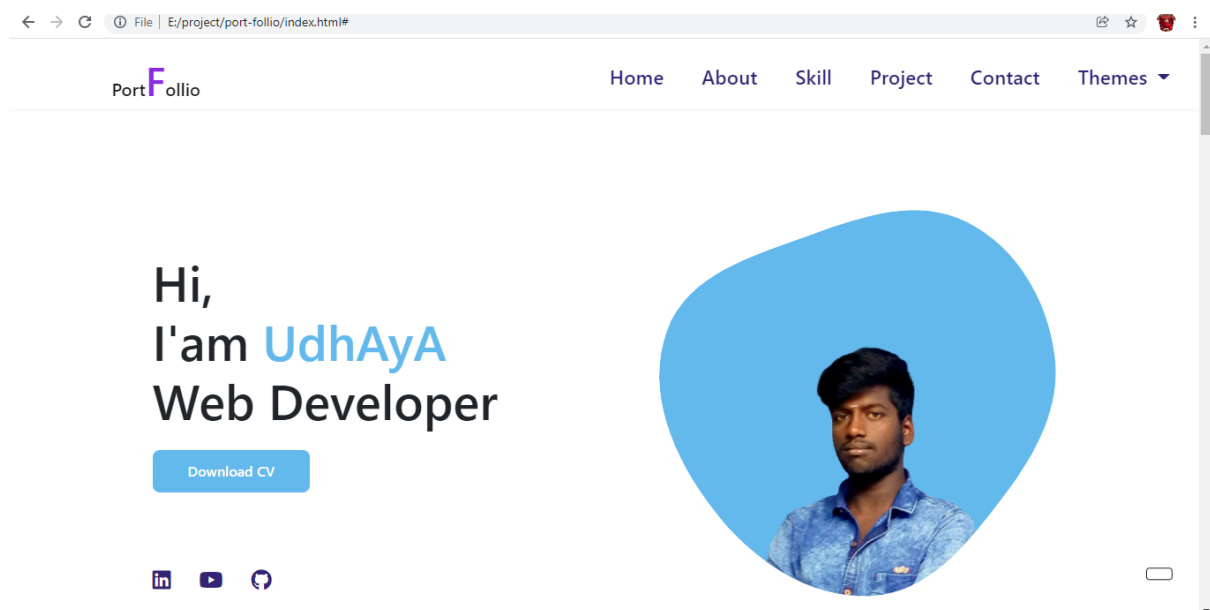 File E:/project/port-follio/index.html#
PortFollio
Home About Skill Project Contact Themes
Hi,
I'am UdhAyA
Web Developer
Download CV
in